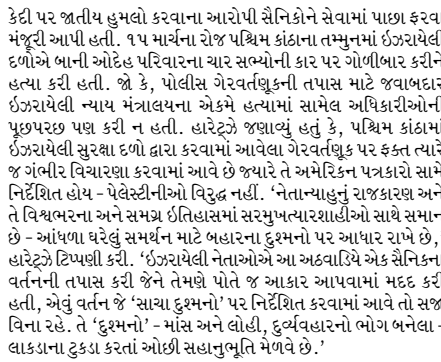 કેદી પર જાતીય હુમલો કરવાના આરોપી સૈનિકોને સેવામાં પાછા ફરવા
મંજૂરી આપી હતી. ૧૫ માર્ચના રોજ પશ્ચિમ કાંઠાના તમ્મુનમાં ઇઝરાયેલી
દળોએ બાની ઓદેહ પરિવારના ચાર સભ્યોની કાર પર ગોળીબાર કરીને
હત્યા કરી હતી. જો કે, પોલીસ ગેરવર્તણૂકની તપાસ માટે જવાબદાર
ઇઝરાયેલી ન્યાય મંત્રાલયના એકમે હત્યામાં સામેલ અધિકારીઓની
પૂછપરછ પણ કરી ન હતી. હારેટ્ઝે જણાવ્યું હતું કે, પશ્ચિમ કાંઠામાં
ઇઝરાયેલી સુરક્ષા દળો દ્વારા કરવામાં આવેલા ગેરવર્તણૂક પર ફક્ત ત્યારે
જ ગંભીર વિચારણા કરવામાં આવે છે જ્યારે તે અમેરિકન પત્રકારો સામે
નિર્દેશિત હોય - પેલેસ્ટીનીઓ વિરુદ્ધ નહીં. ‘નેતાન્યાહુનું રાજકારણ અને
તે વિશ્વભરના અને સમગ્ર ઇતિહાસમાં સરમુખત્યારશાહીઓ સાથે સમાન
છે - આંધળા ઘરેલું સમર્થન માટે બહારના દુશ્મનો પર આધાર રાખે છે,’
હારેટ્ઝે ટિપ્પણી કરી. ‘ઇઝરાયેલી નેતાઓએ આ અઠવાડિયે એક સૈનિકના
વર્તનની તપાસ કરી જેને તેમણે પોતે જ આકાર આપવામાં મદદ કરી
હતી, એવું વર્તન જે ‘સાચા દુશ્મનો’ પર નિર્દેશિત કરવામાં આવે તો સજા
વિના રહે. તે ‘દુશ્મનો’ - માંસ અને લોહી, દુર્વ્યવહારનો ભોગ બનેલા -
લાકડાના ટુકડા કરતાં ઓછી સહાનુભૂતિ મેળવે છે.’